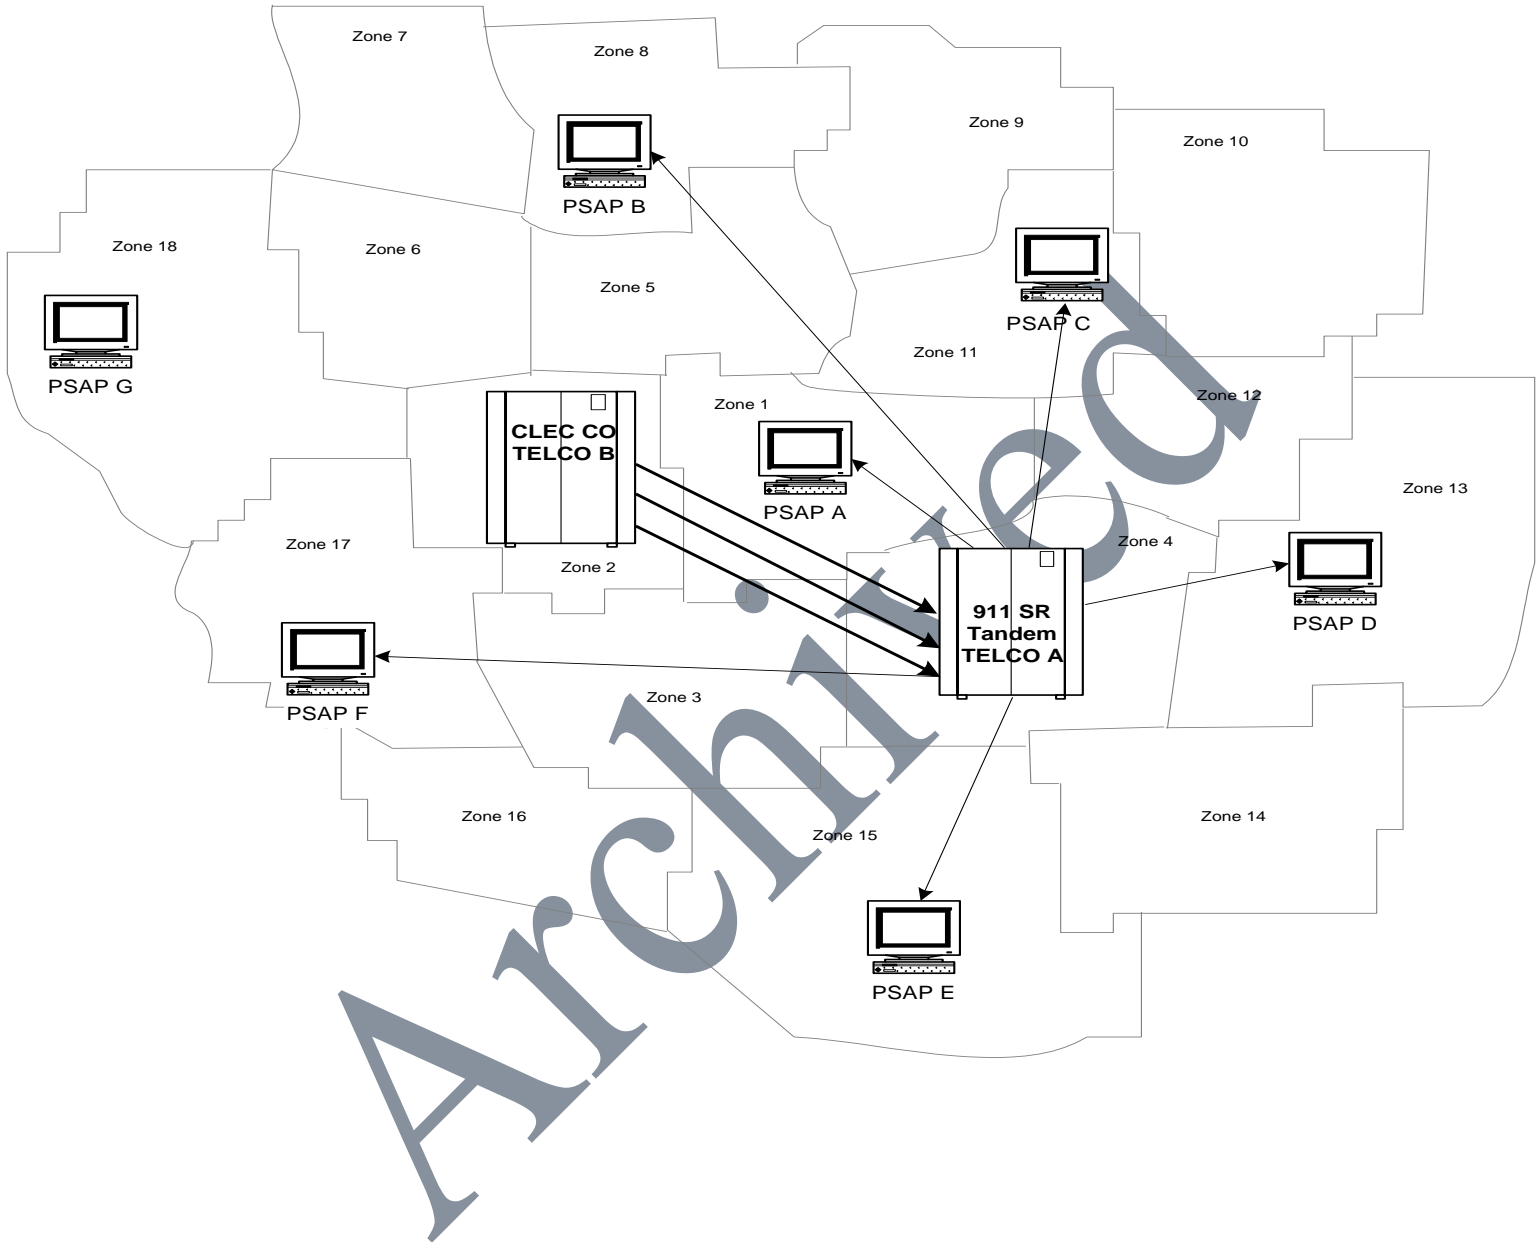 Zone 7
Zone 8
Zone 9
Zone 10
PSAP B
Zone 18
Zone 6
Zone 5
PSAP C
Zone 11
PSAP G
Zone 12
Zone 1
CLEC CO
TELCO B
PSAP A
Zone 13
Zone 17
Zone 2
Zone 4
911 SR
Tandem
TELCO A
PSAP D
PSAP F
Zone 3
Zone 16
Zone 15
Zone 14
PSAP E
Archived